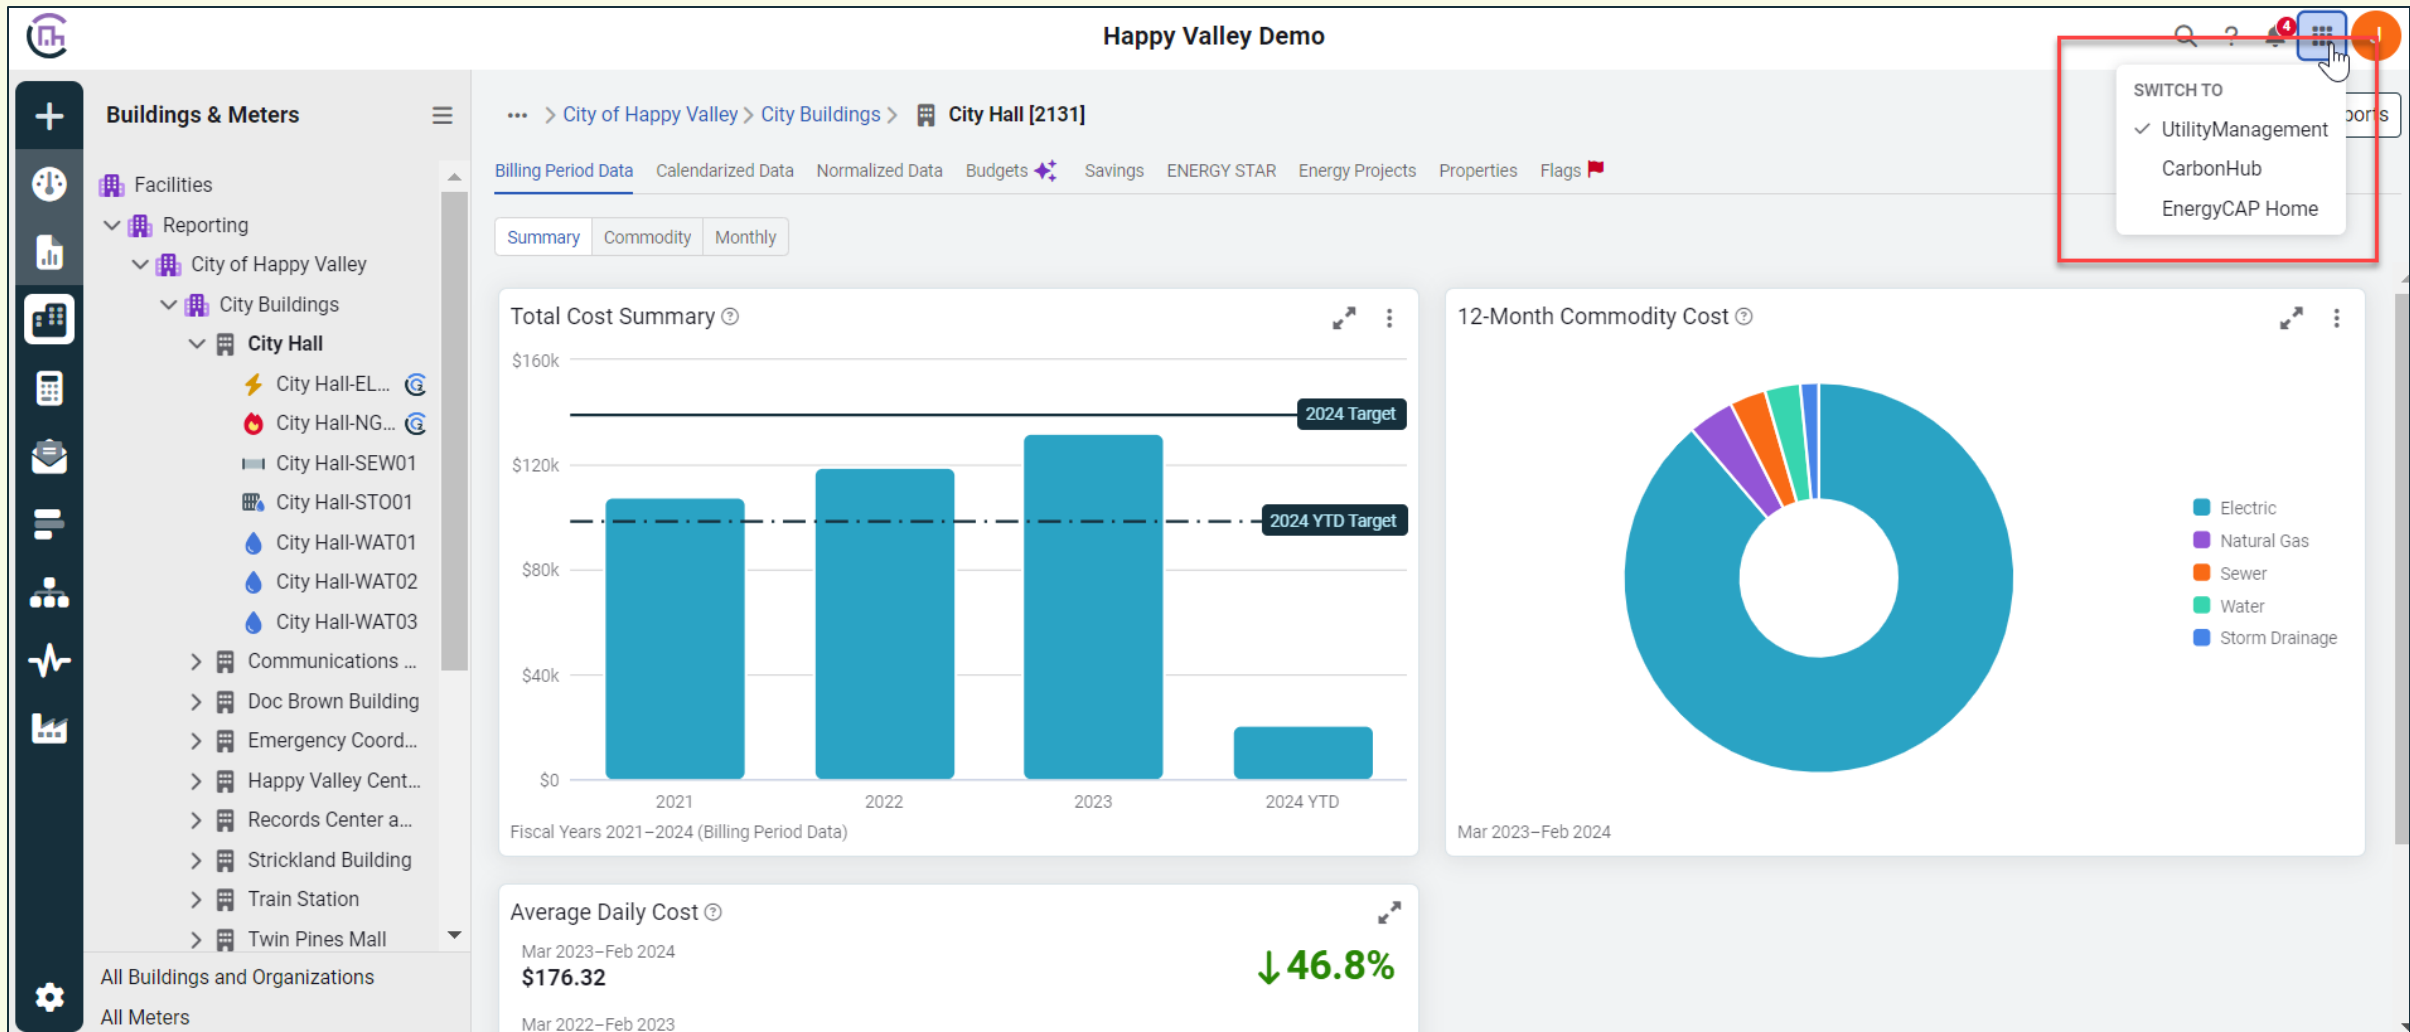 Happy Valley Demo
4
J
Buildings & Meters
Facilities
Reporting
City of Happy Valley
City Buildings
City Hall
City Hall-EL...
City Hall-NG...
City Hall-SEW01
City Hall-STO01
City Hall-WAT01
City Hall-WAT02
City Hall-WAT03
Communications ...
Doc Brown Building
Emergency Coord...
Happy Valley Cent...
Records Center a...
Strickland Building
Train Station
Twin Pines Mall
All Buildings and Organizations
All Meters
... > City of Happy Valley > City Buildings > City Hall [2131]
ports
SWITCH TO
UtilityManagement
CarbonHub
EnergyCAP Home
Billing Period Data Calendarized Data Normalized Data Budgets Savings ENERGY STAR Energy Projects Properties Flags
Summary Commodity Monthly
Total Cost Summary
$160k
$120k
$80k
$40k
$0
2024 Target
2024 YTD Target
2021 2022 2023 2024 YTD
Fiscal Years 2021–2024 (Billing Period Data)
12-Month Commodity Cost
Electric
Natural Gas
Sewer
Water
Storm Drainage
Mar 2023–Feb 2024
Average Daily Cost
Mar 2023–Feb 2024
$176.32
↓46.8%
Mar 2022–Feb 2023